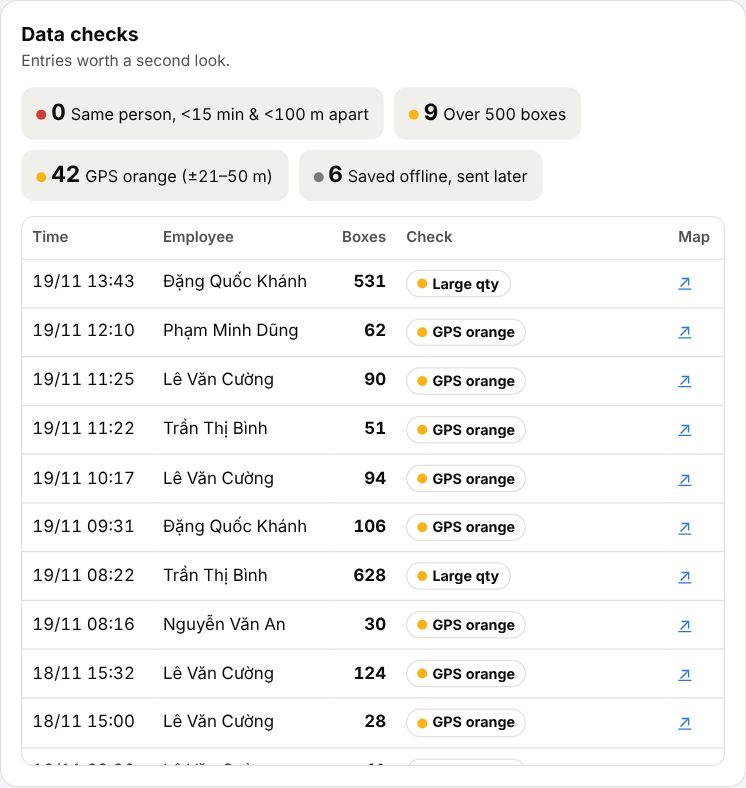 Data checks
Entries worth a second look.
0 Same person, <15 min & <100 m apart
9 Over 500 boxes
42 GPS orange (±21–50 m)
6 Saved offline, sent later
Time Employee Boxes Check Map
19/11 13:43 Đặng Quốc Khánh 531 Large qty ↗
19/11 12:10 Phạm Minh Dũng 62 GPS orange ↗
19/11 11:25 Lê Văn Cường 90 GPS orange ↗
19/11 11:22 Trần Thị Bình 51 GPS orange ↗
19/11 10:17 Lê Văn Cường 94 GPS orange ↗
19/11 09:31 Đặng Quốc Khánh 106 GPS orange ↗
19/11 08:22 Trần Thị Bình 628 Large qty ↗
19/11 08:16 Nguyễn Văn An 30 GPS orange ↗
18/11 15:32 Lê Văn Cường 124 GPS orange ↗
18/11 15:00 Lê Văn Cường 28 GPS orange ↗